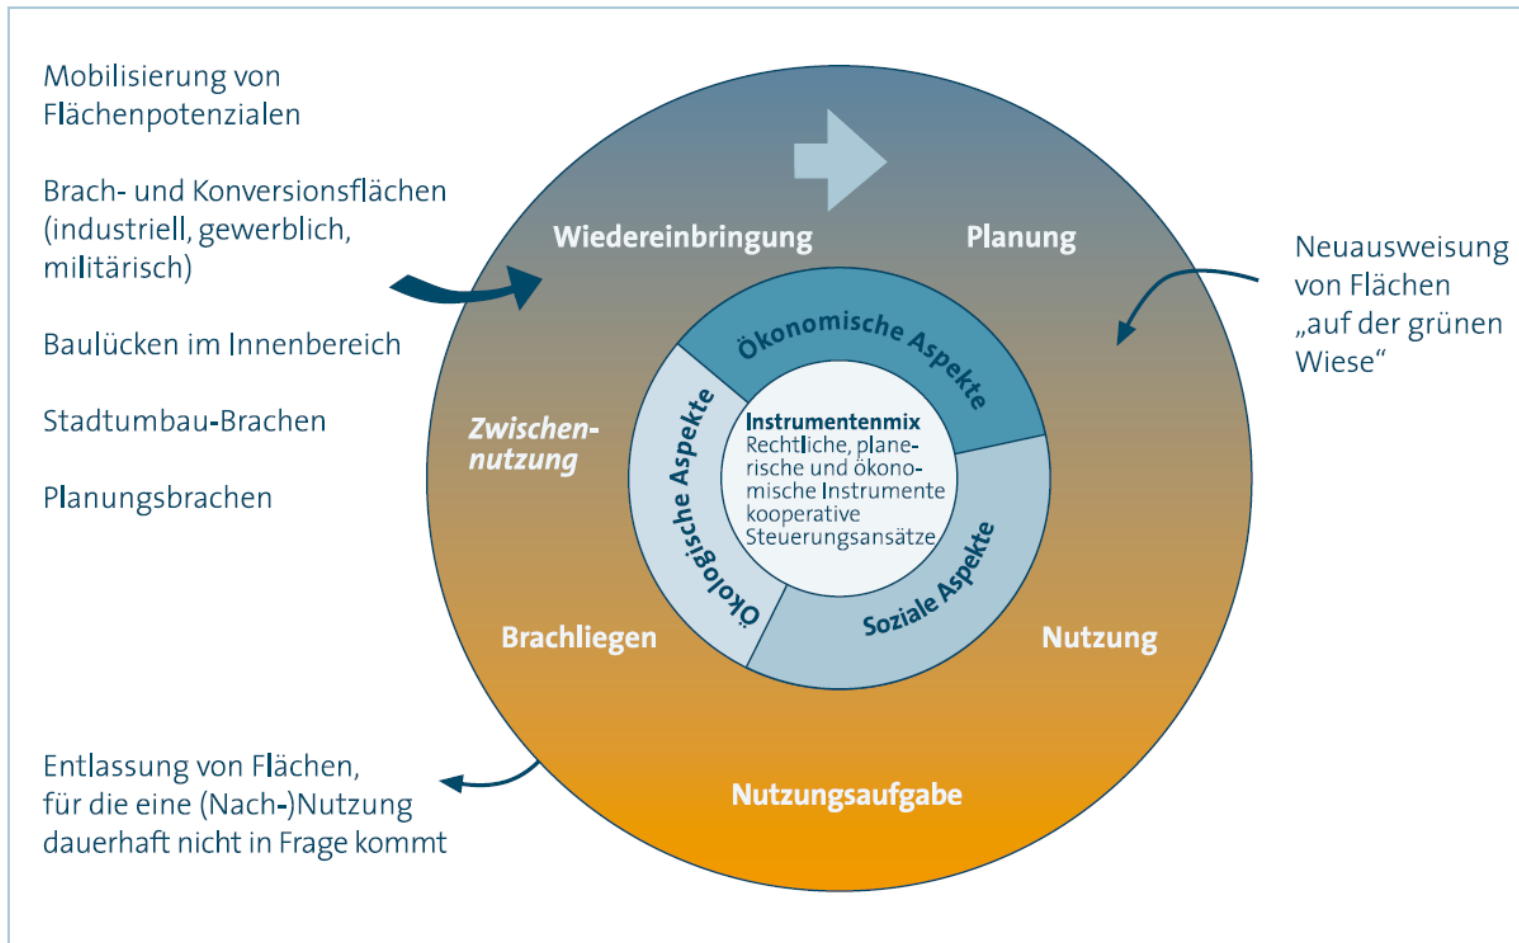 Mobilisierung von
Flächenpotenzialen
Brach- und Konversionsflächen
(industriell, gewerblich,
militärisch)
Baulücken im Innenbereich
Stadtumbau-Brachen
Planungsbrachen
Entlassung von Flächen,
für die eine (Nach-)Nutzung
dauerhaft nicht in Frage kommt
Wiedereinbringung
Planung
Zwischen-
nutzung
Brachliegen
Nutzung
Nutzungsaufgabe
Ökonomische Aspekte
Ökologische Aspekte
Soziale Aspekte
Instrumentenmix
Rechtliche, plane-
rische und ökono-
mische Instrumente
kooperative
Steuerungsansätze
Neuausweisung
von Flächen
„auf der grünen
Wiese“